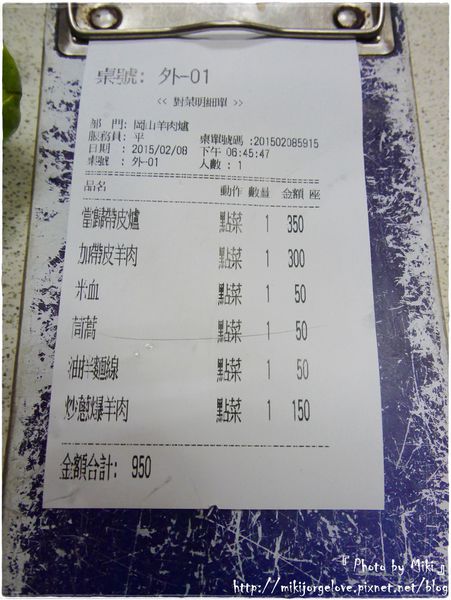 桌號: 外-01
<< 對菜明細單 >>
部　門: 岡山羊肉爐
服務員: 平　桌單號碼 :201502085915
日期　: 2015/02/08　下午 06:45:47
桌號　: 外-01　人數 : 1
品名　動作 數量 金額 座
當歸帶皮爐　點菜　1　350
加帶皮羊肉　點菜　1　300
米血　點菜　1　50
茼蒿　點菜　1　50
油拌麵線　點菜　1　50
炒蔥爆羊肉　點菜　1　150
金額合計: 950
『 Photo by Miki 』
http://mikijorgelove.pixnet.net/blog